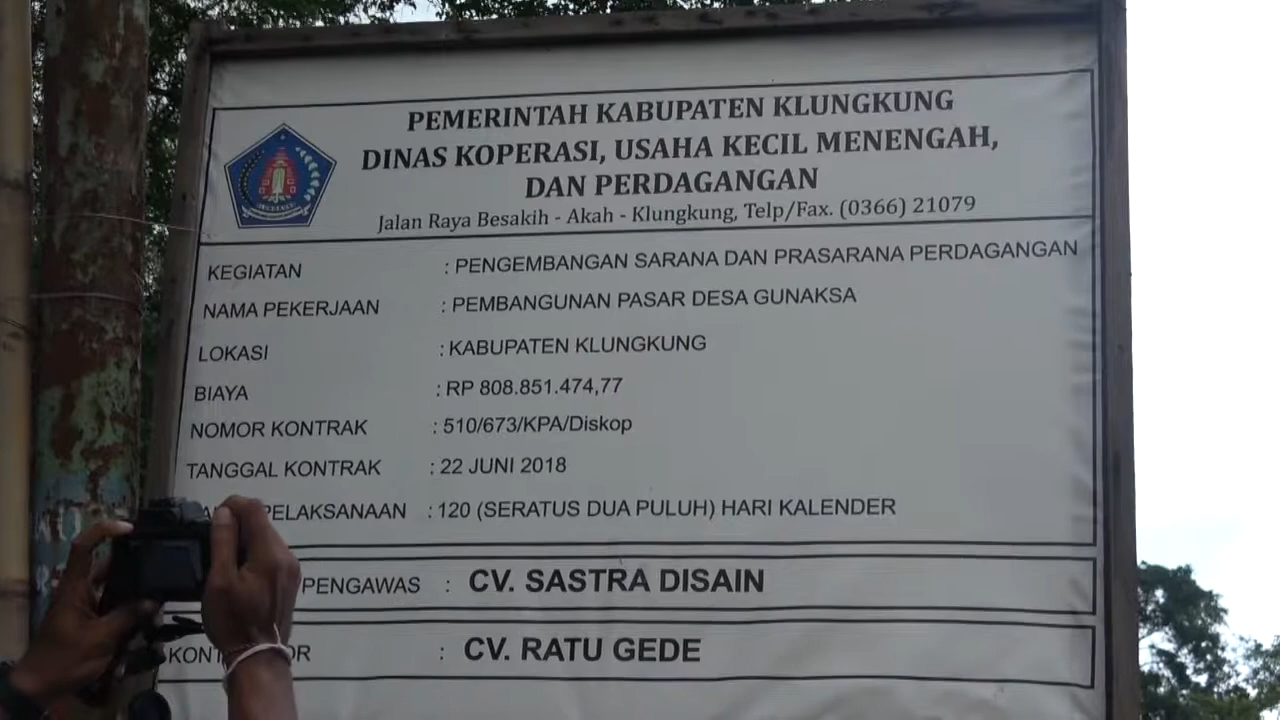 PEMERINTAH KABUPATEN KLUNGKUNG
DINAS KOPERASI, USAHA KECIL MENENGAH,
DAN PERDAGANGAN
Jalan Raya Besakih - Akah - Klungkung, Telp/Fax. (0366) 21079
KEGIATAN : PENGEMBANGAN SARANA DAN PRASARANA PERDAGANGAN
NAMA PEKERJAAN : PEMBANGUNAN PASAR DESA GUNAKSA
LOKASI : KABUPATEN KLUNGKUNG
BIAYA : RP 808.851.474,77
NOMOR KONTRAK : 510/673/KPA/Diskop
TANGGAL KONTRAK : 22 JUNI 2018
PELAKSANAAN : 120 (SERATUS DUA PULUH) HARI KALENDER
PENGAWAS : CV. SASTRA DISAIN
: CV. RATU GEDE